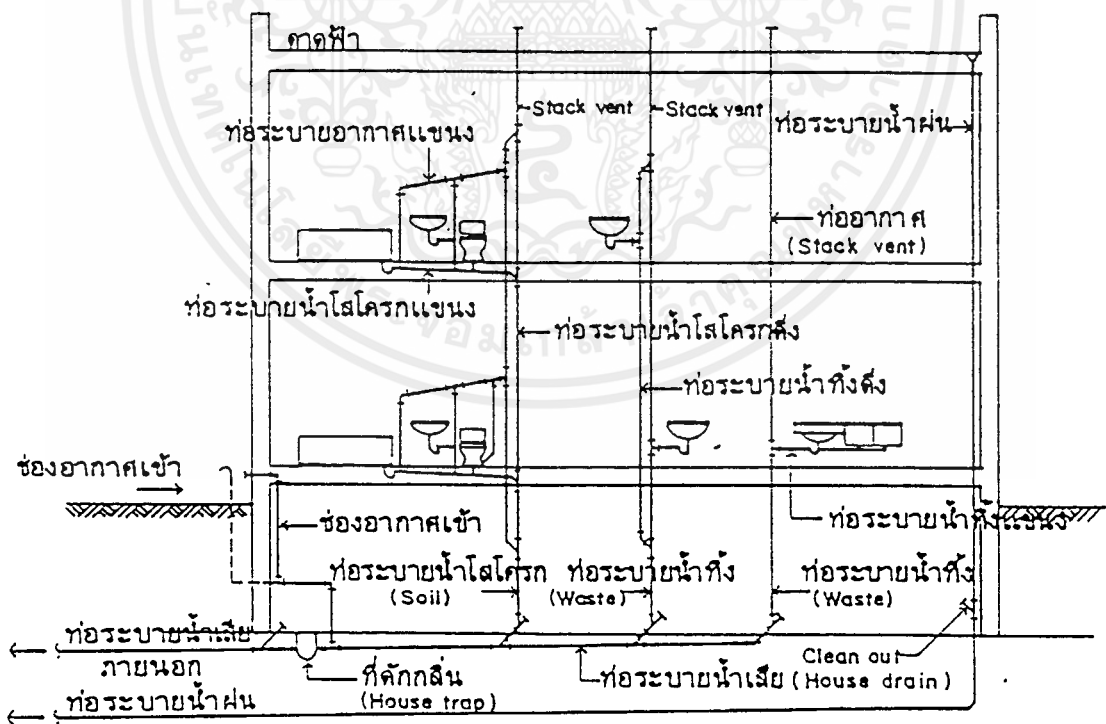 ดาดฟ้า
Stack vent
Stack vent
ท่อระบายน้ำฝน
ท่อระบายอากาศแขนง
ท่ออากาศ
(Stack vent)
ท่อระบายน้ำโสโครกแขนง
ท่อระบายน้ำโสโครกดิ่ง
ท่อระบายน้ำทิ้งดิ่ง
ช่องอากาศเข้า
ช่องอากาศเข้า
ท่อระบายน้ำทิ้งแขนง
ท่อระบายน้ำโสโครก
(Soil)
ท่อระบายน้ำทิ้ง
(Waste)
ท่อระบายน้ำทิ้ง
(Waste)
ท่อระบายน้ำเสีย
ภายนอก
ที่ดักกลิ่น
(House trap)
ท่อระบายน้ำเสีย (House drain)
Clean out
ท่อระบายน้ำฝน